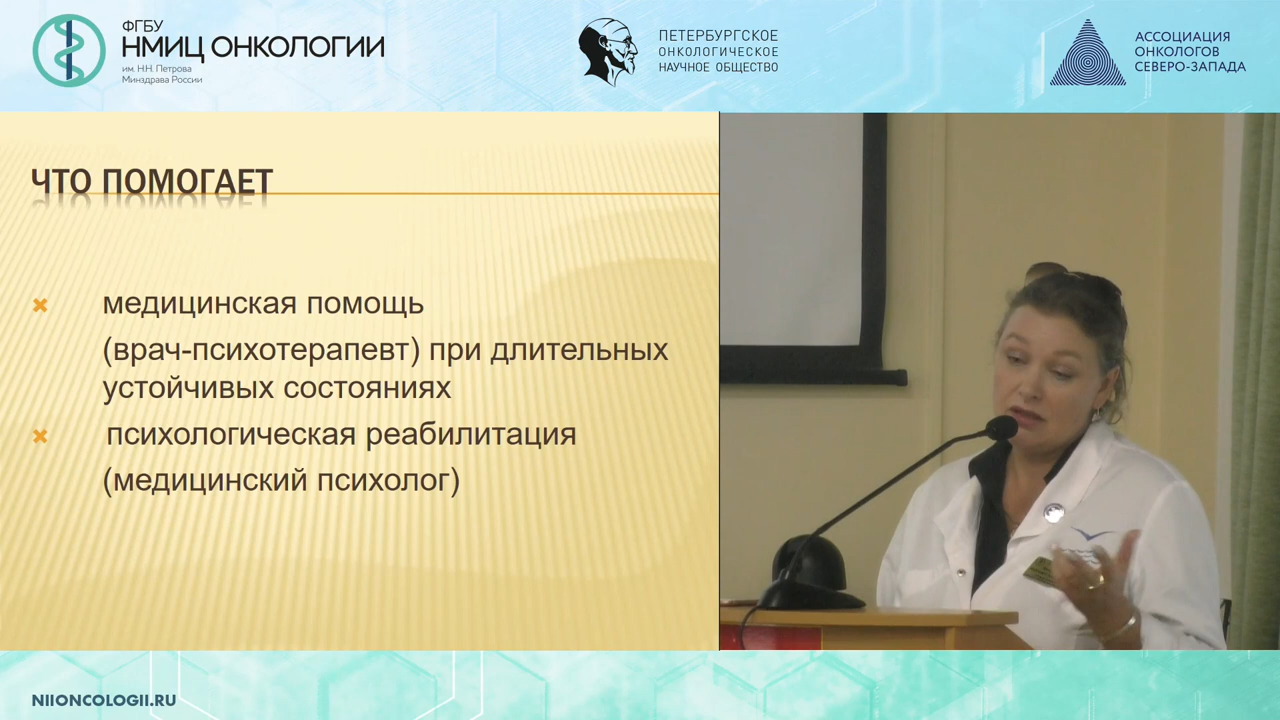 ФГБУ
НМИЦ ОНКОЛОГИИ
им. Н.Н. Петрова
Минздрава России
ПЕТЕРБУРГСКОЕ
ОНКОЛОГИЧЕСКОЕ
НАУЧНОЕ ОБЩЕСТВО
АССОЦИАЦИЯ
ОНКОЛОГОВ
СЕВЕРО-ЗАПАДА
ЧТО ПОМОГАЕТ
медицинская помощь
(врач-психотерапевт) при длительных
устойчивых состояниях
психологическая реабилитация
(медицинский психолог)
NIIONCOLOGII.RU